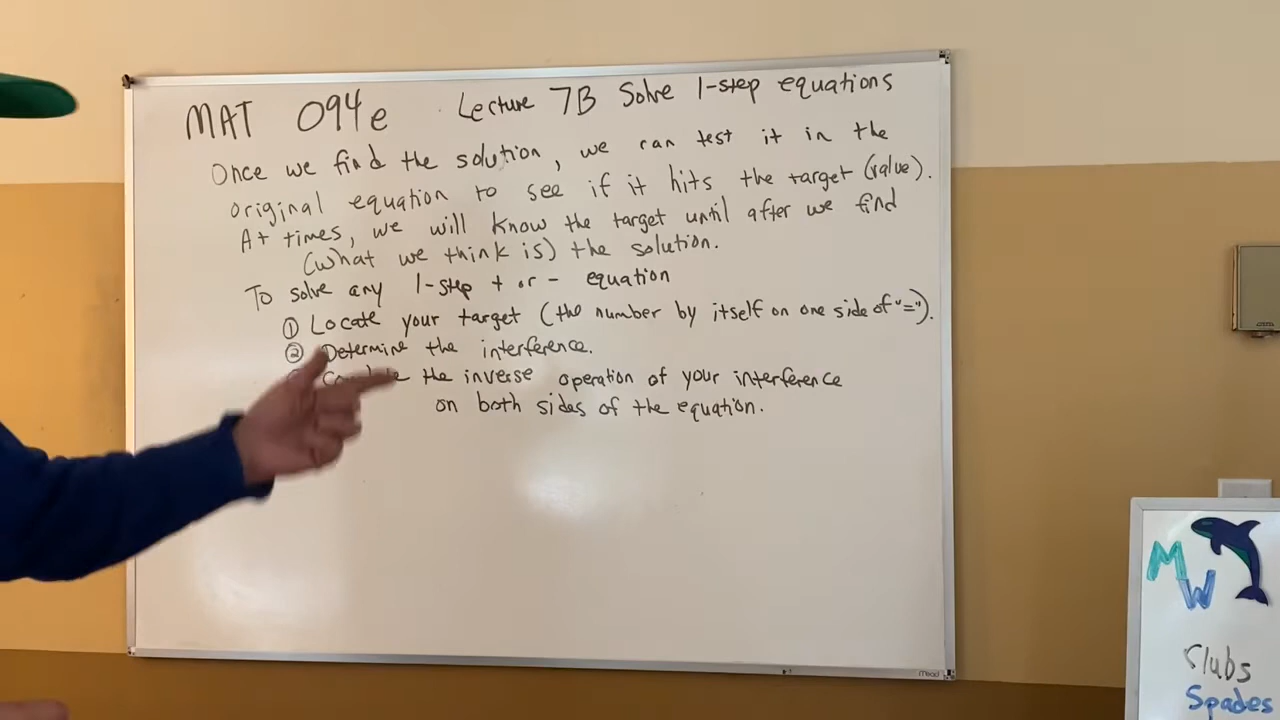 MAT 094e Lecture 7B Solve 1-step equations
Once we find the solution, we can test it in the
original equation to see if it hits the target (value).
At times, we will know the target until after we find
(what we think is) the solution.
To solve any 1-step + or - equation
① Locate your target (the number by itself on one side of "=").
② Determine the interference.
the inverse operation of your interference
on both sides of the equation.
Mead
MW
Clubs
Spades